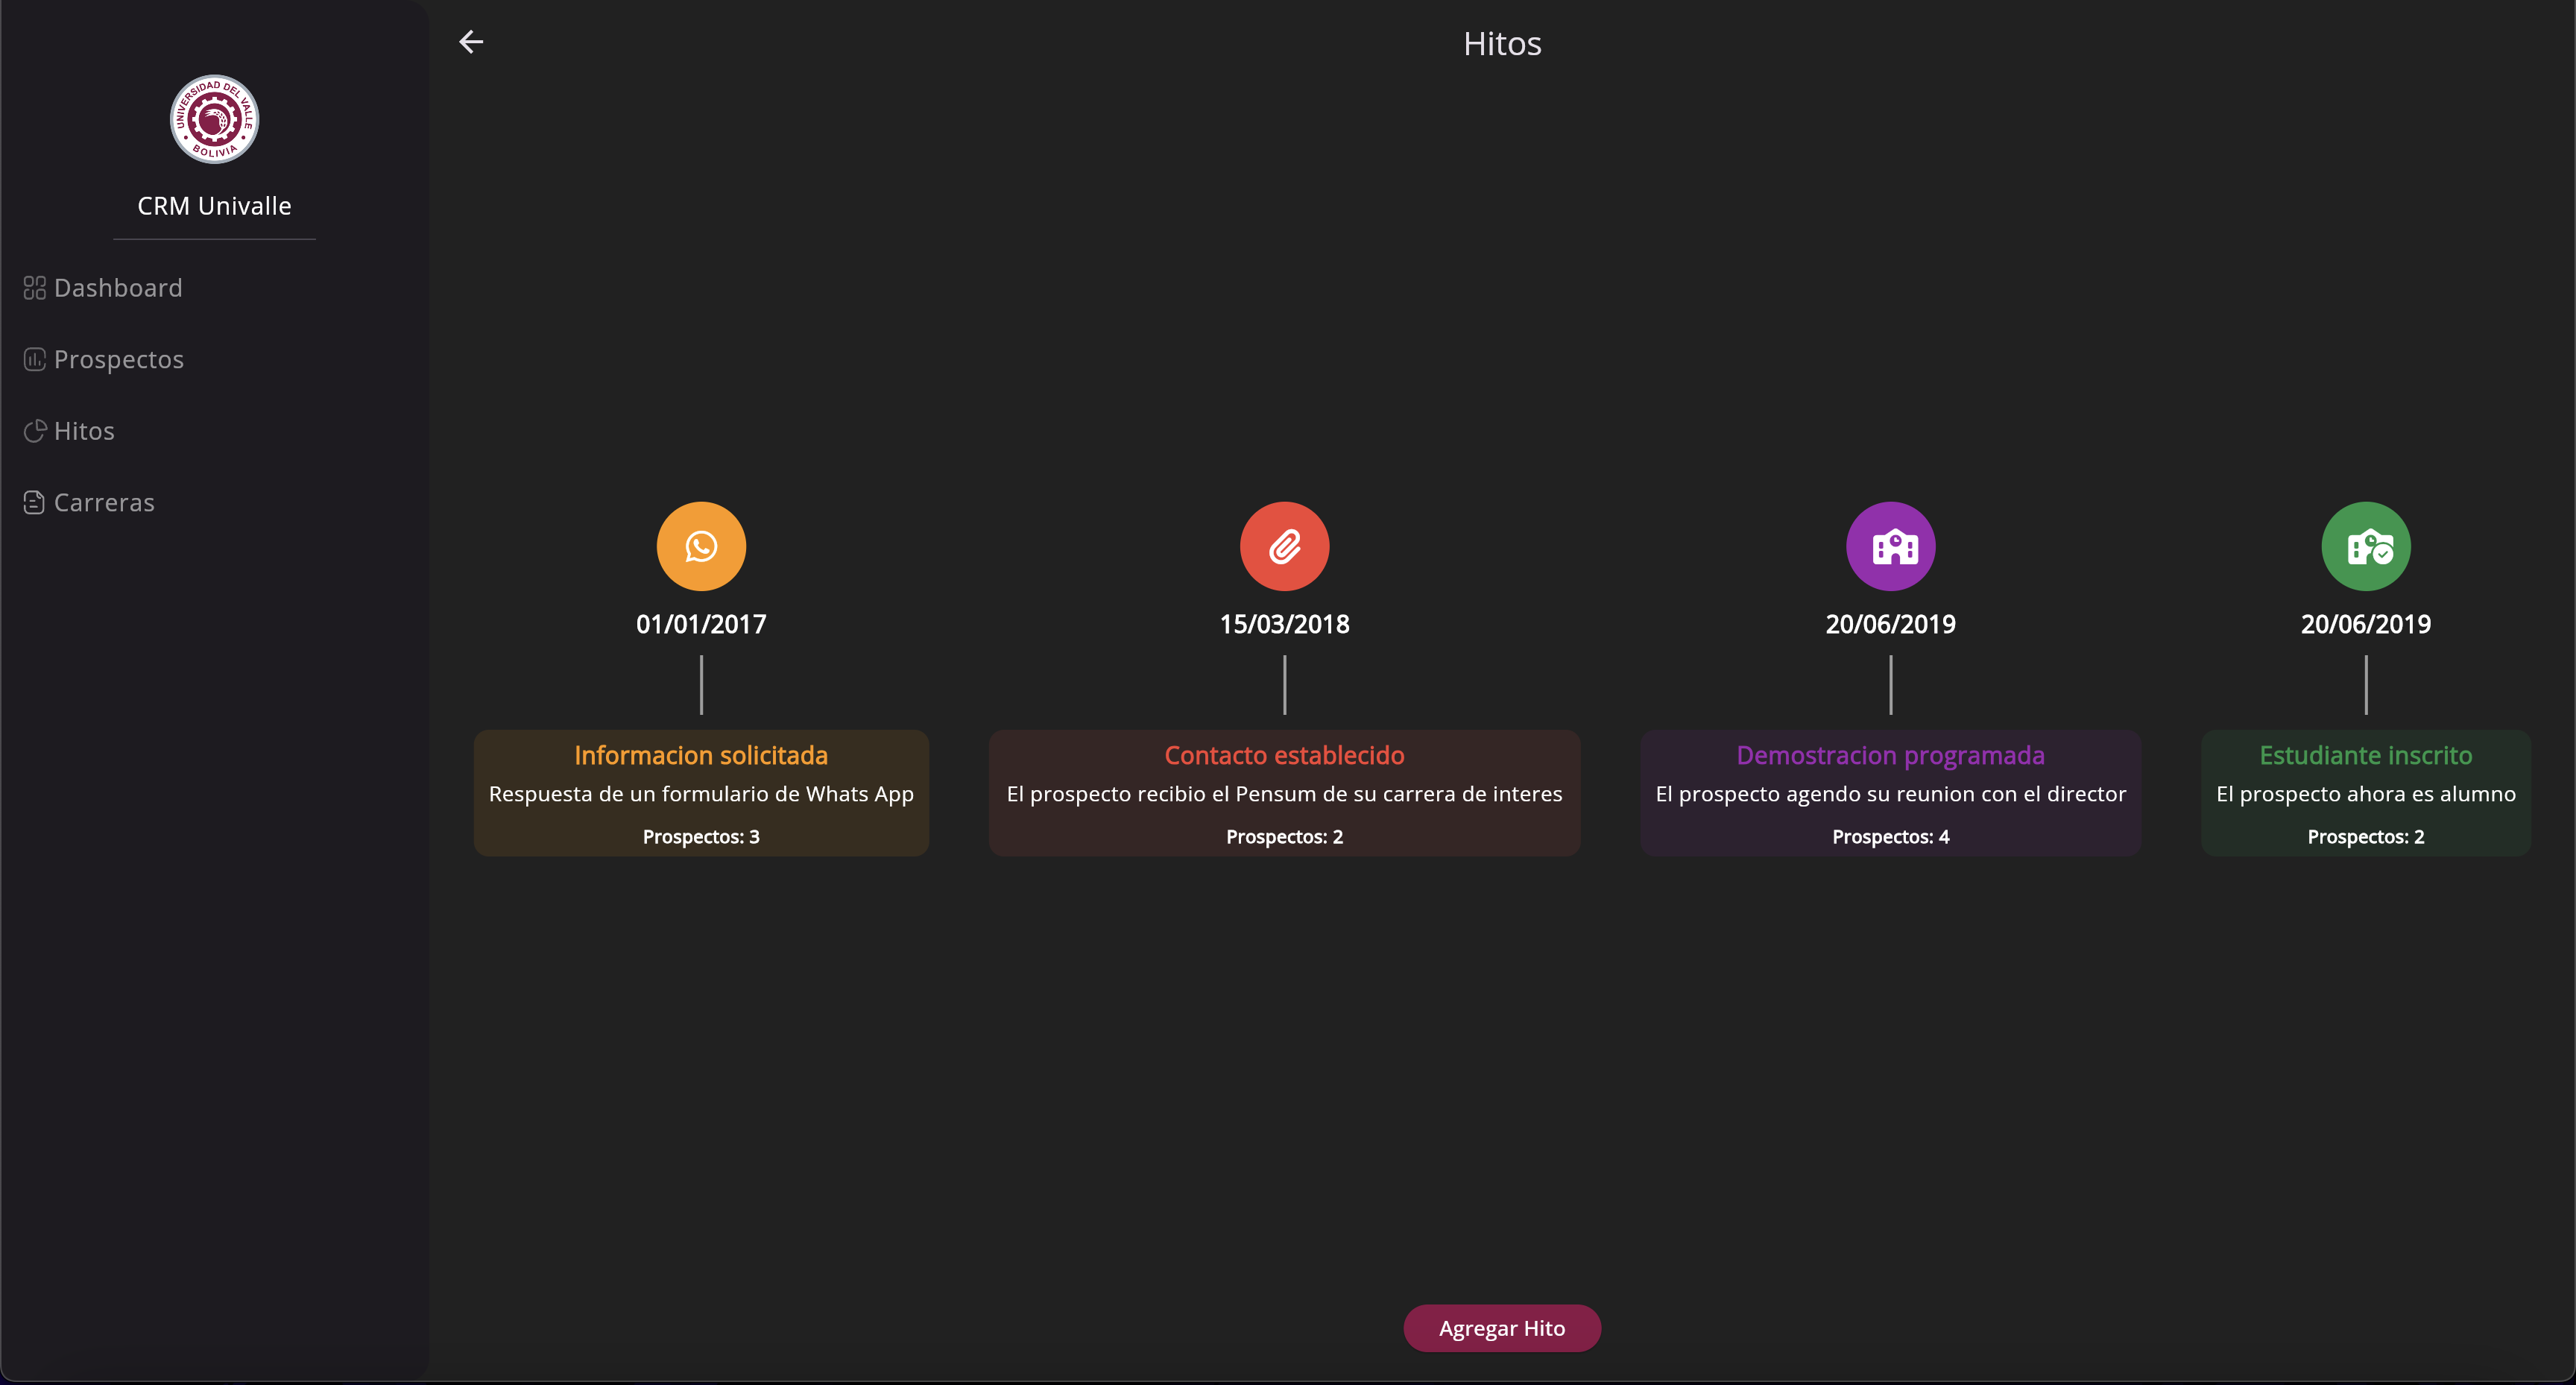 Hitos
UNIVERSIDAD DEL VALLE
BOLIVIA
CRM Univalle
Dashboard
Prospectos
Hitos
Carreras
01/01/2017
Informacion solicitada
Respuesta de un formulario de Whats App
Prospectos: 3
15/03/2018
Contacto establecido
El prospecto recibio el Pensum de su carrera de interes
Prospectos: 2
20/06/2019
Demostracion programada
El prospecto agendo su reunion con el director
Prospectos: 4
20/06/2019
Estudiante inscrito
El prospecto ahora es alumno
Prospectos: 2
Agregar Hito